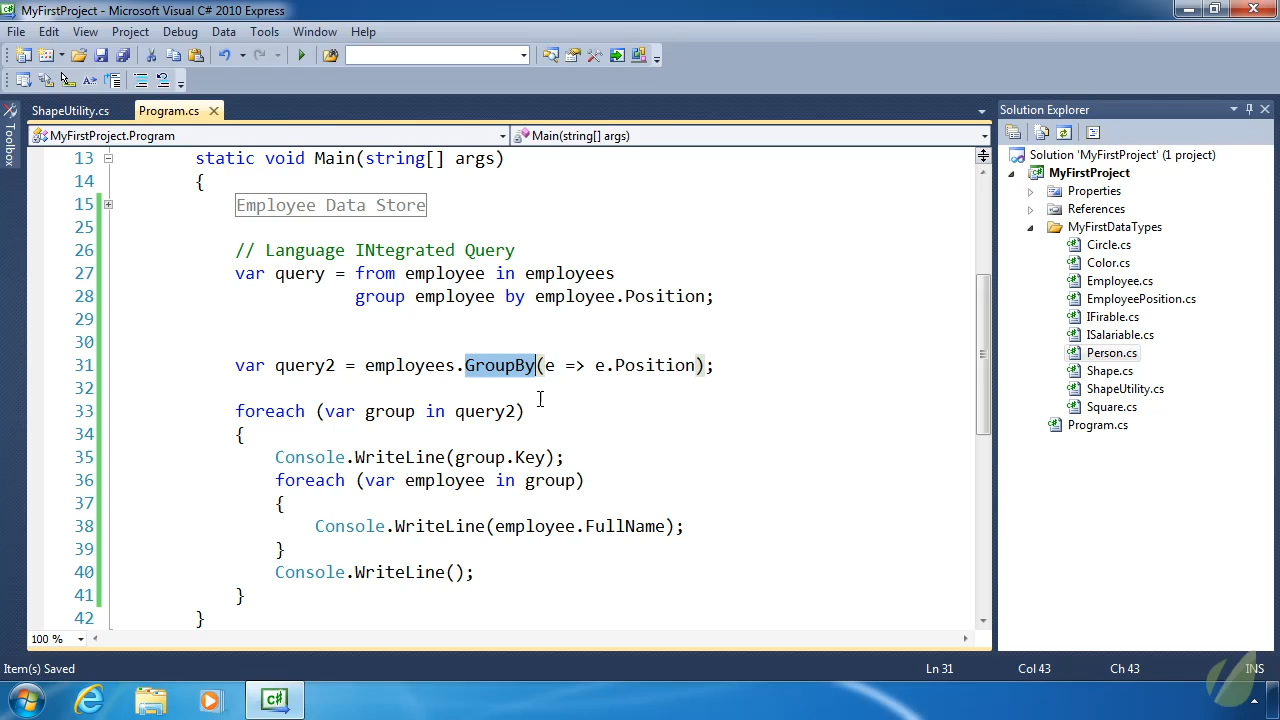 MyFirstProject - Microsoft Visual C# 2010 Express
File Edit View Project Debug Data Tools Window Help
ShapeUtility.cs Program.cs
MyFirstProject.Program Main(string[] args)
Toolbox
13 static void Main(string[] args)
14 {
15 Employee Data Store
25
26 // Language INtegrated Query
27 var query = from employee in employees
28 group employee by employee.Position;
29
30
31 var query2 = employees.GroupBy(e => e.Position);
32
33 foreach (var group in query2)
34 {
35 Console.WriteLine(group.Key);
36 foreach (var employee in group)
37 {
38 Console.WriteLine(employee.FullName);
39 }
40 Console.WriteLine();
41 }
42 }
100 %
Solution Explorer
Solution 'MyFirstProject' (1 project)
MyFirstProject
Properties
References
MyFirstDataTypes
Circle.cs
Color.cs
Employee.cs
EmployeePosition.cs
IFirable.cs
ISalariable.cs
Person.cs
Shape.cs
ShapeUtility.cs
Square.cs
Program.cs
Item(s) Saved Ln 31 Col 43 Ch 43 INS